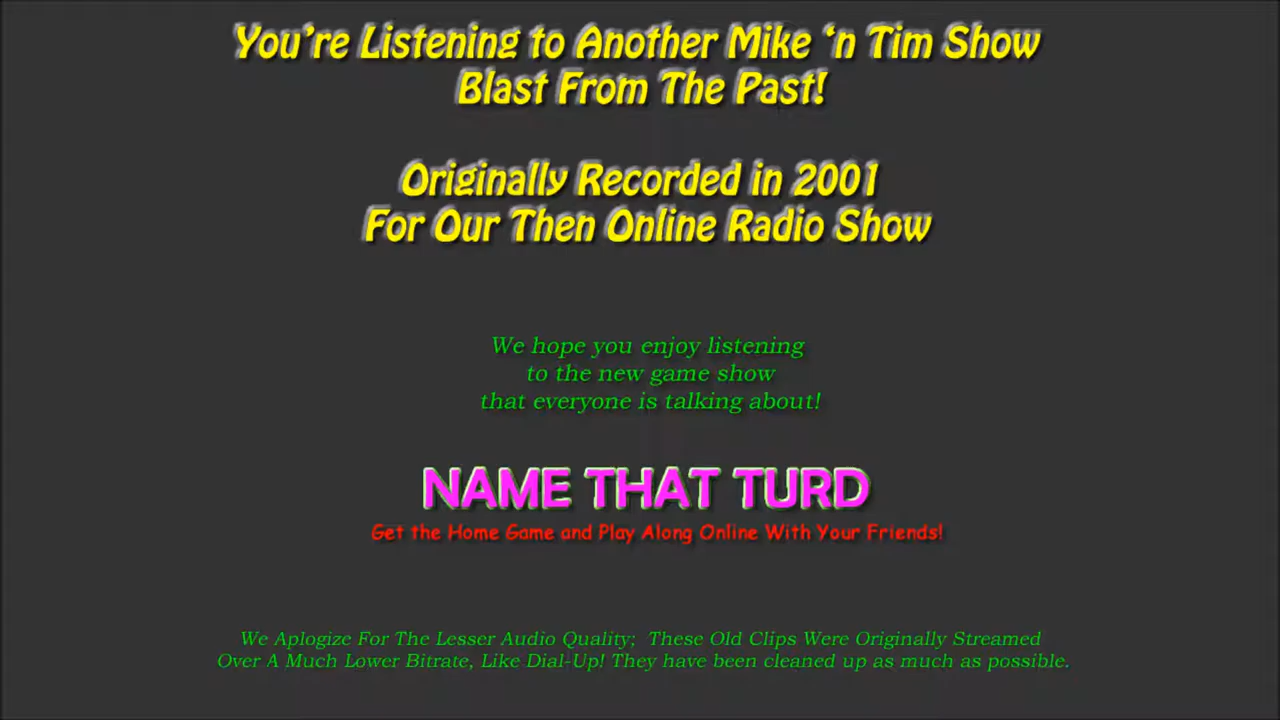 You're Listening to Another Mike ‘n Tim Show
Blast From The Past!
Originally Recorded in 2001
For Our Then Online Radio Show
We hope you enjoy listening
to the new game show
that everyone is talking about!
NAME THAT TURD
Get the Home Game and Play Along Online With Your Friends!
We Aplogize For The Lesser Audio Quality;  These Old Clips Were Originally Streamed
Over A Much Lower Bitrate, Like Dial-Up! They have been cleaned up as much as possible.